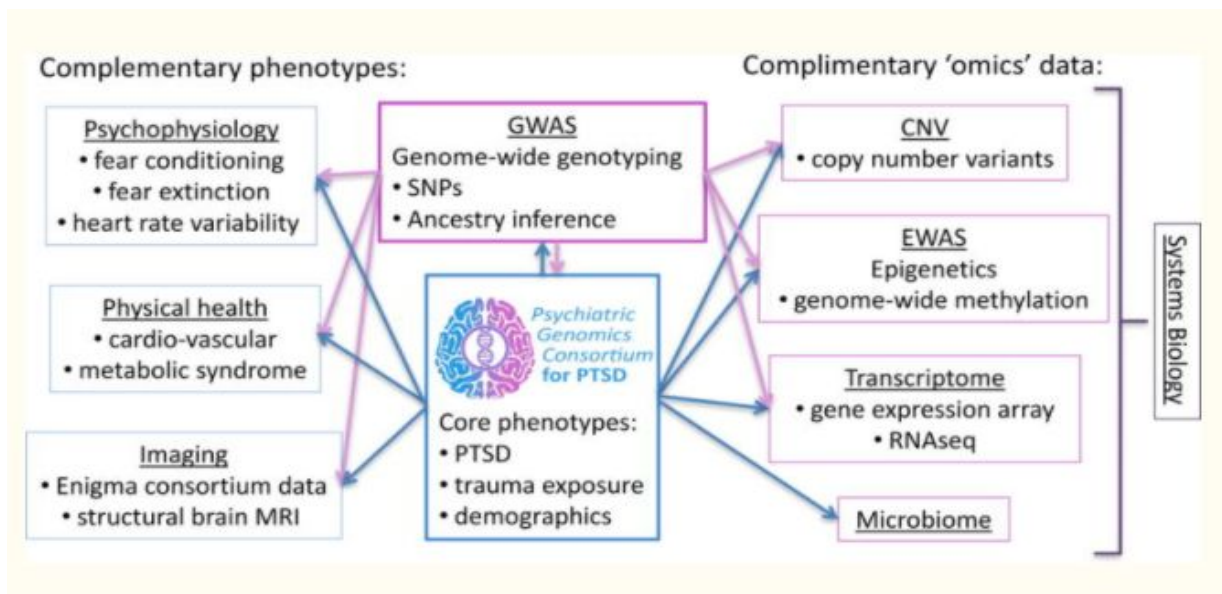 Complementary phenotypes:
Psychophysiology
• fear conditioning
• fear extinction
• heart rate variability
Physical health
• cardio-vascular
• metabolic syndrome
Imaging
• Enigma consortium data
• structural brain MRI
GWAS
Genome-wide genotyping
• SNPs
• Ancestry inference
Psychiatric
Genomics
Consortium
for PTSD
Core phenotypes:
• PTSD
• trauma exposure
• demographics
Complimentary 'omics' data:
CNV
• copy number variants
EWAS
Epigenetics
• genome-wide methylation
Transcriptome
• gene expression array
• RNAseq
Microbiome
Systems Biology